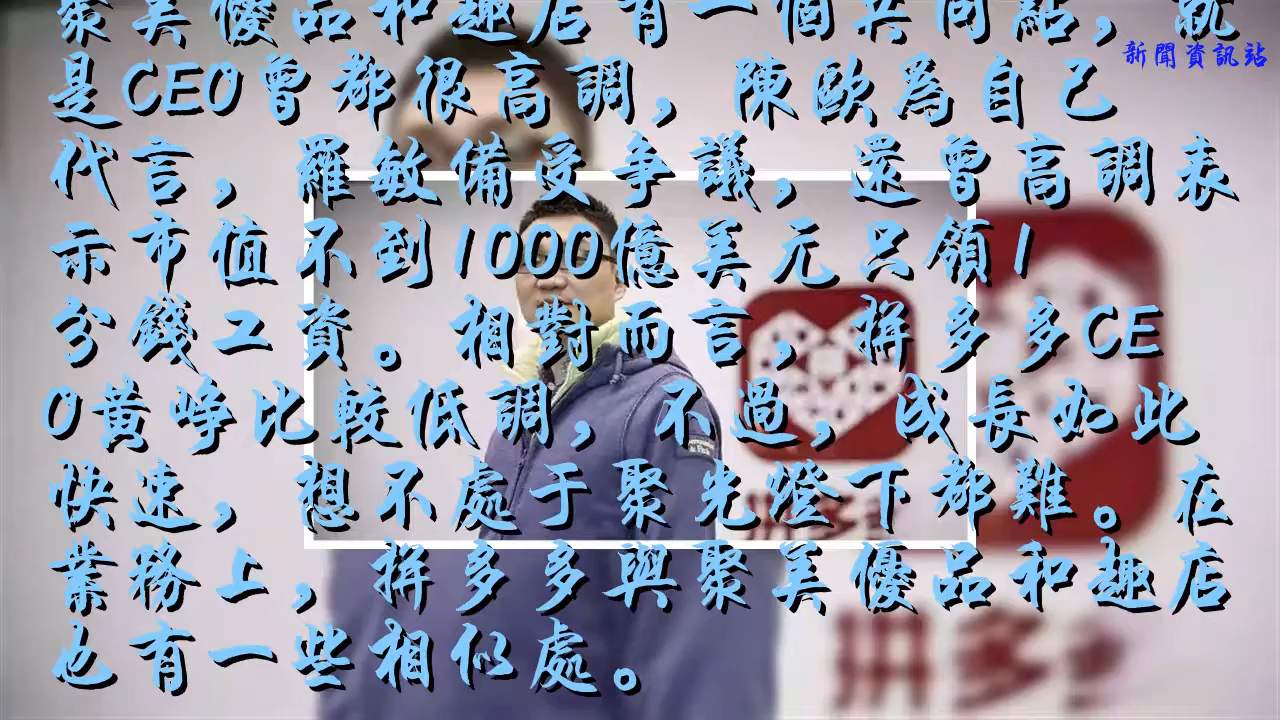 聚美優品和趣店有一個共同點，就
新聞資訊站
是CEO曾都很高調，陳歐為自己
代言，羅敏備受爭議，還曾高調表
示市值不到1000億美元只領1
分錢工資。相對而言，拼多多CE
O黃崢比較低調，不過，成長如此
快速，想不處于聚光燈下都難。在
業務上，拼多多與聚美優品和趣店
也有一些相似處。
拼多多